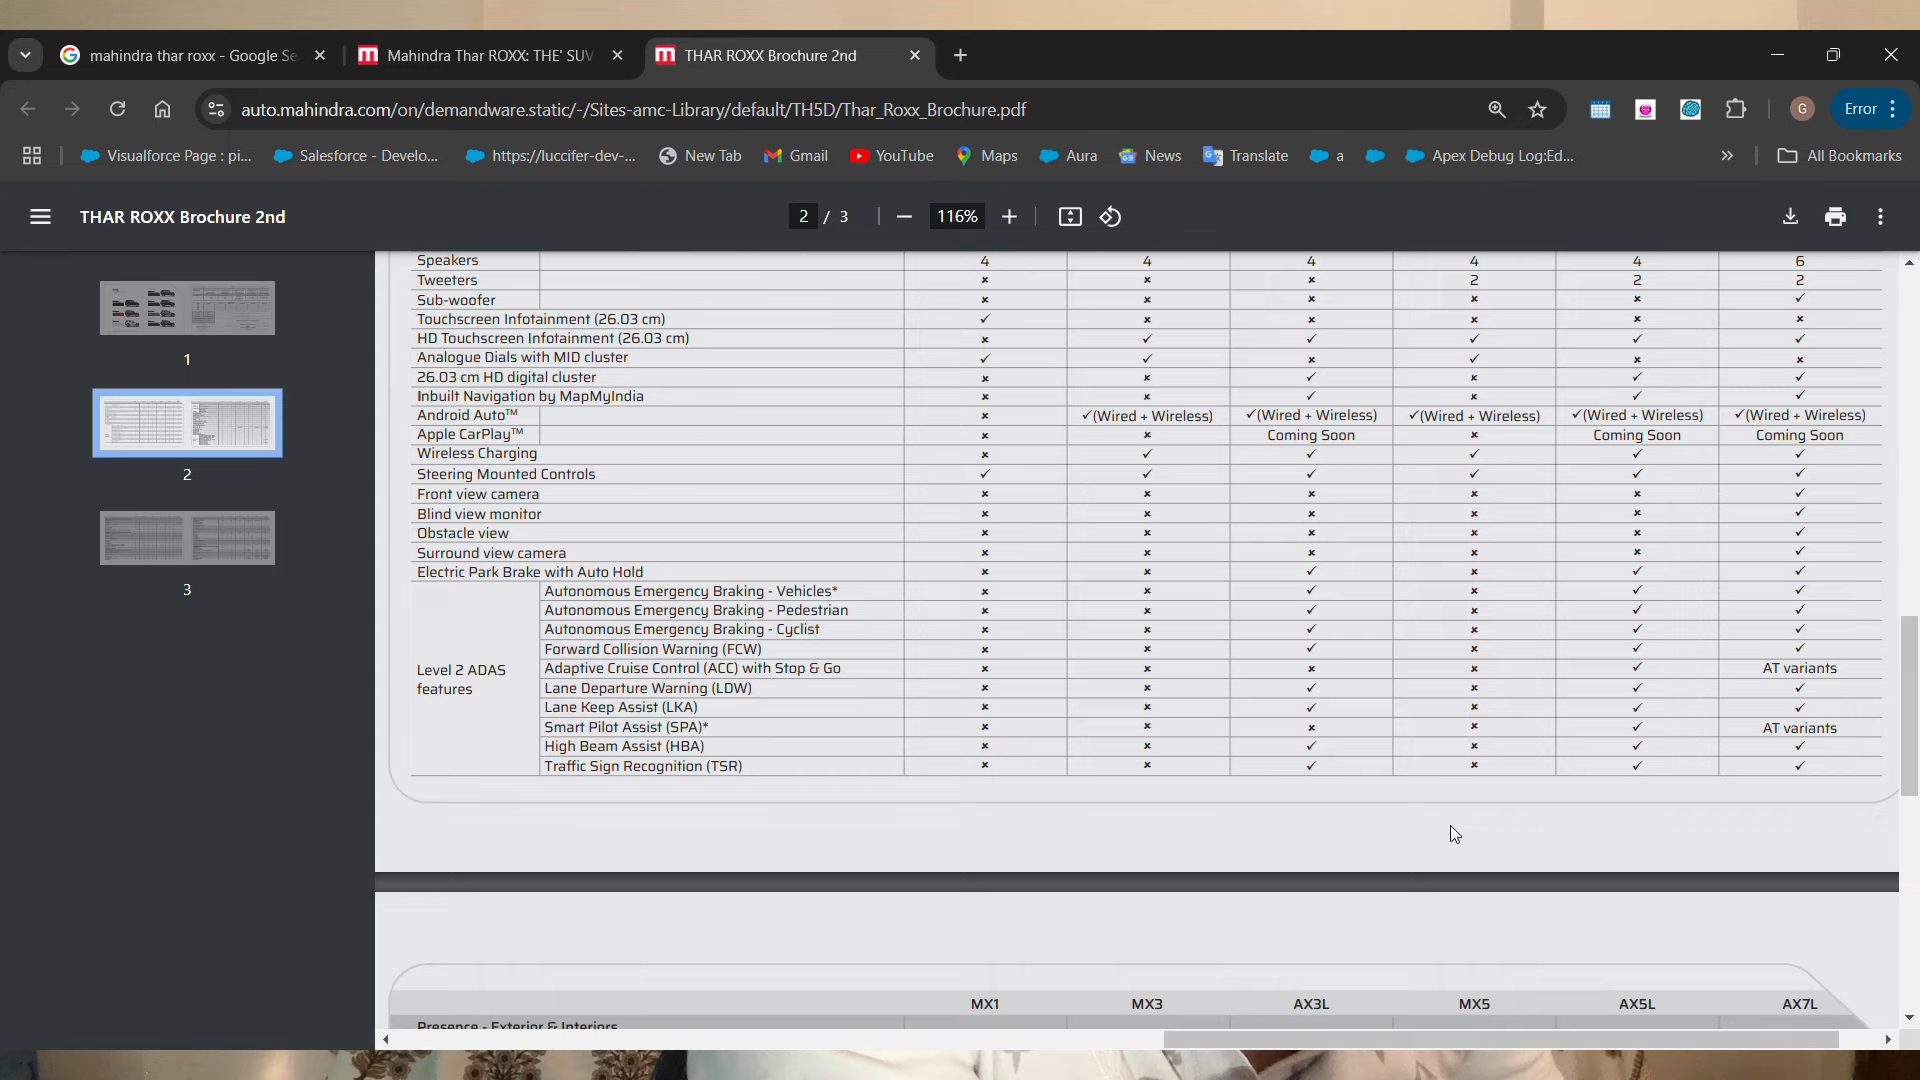 mahindra thar roxx - Google Se
Mahindra Thar ROXX: THE' SUV
THAR ROXX Brochure 2nd
auto.mahindra.com/on/demandware.static/-/Sites-amc-Library/default/TH5D/Thar_Roxx_Brochure.pdf
G
Error
Visualforce Page : pi...
Salesforce - Develo...
https://luccifer-dev-...
New Tab
Gmail
YouTube
Maps
Aura
News
Translate
a
Apex Debug Log:Ed...
»
All Bookmarks
THAR ROXX Brochure 2nd
2 / 3
116%
1
2
3
Speakers 4 4 4 4 6
Tweeters × × × 2 2 2
Sub-woofer × × × × × ✓
Touchscreen Infotainment (26.03 cm) ✓ × × × × ×
HD Touchscreen Infotainment (26.03 cm) × ✓ ✓ ✓ ✓ ✓
Analogue Dials with MID cluster ✓ ✓ × ✓ × ×
26.03 cm HD digital cluster × × ✓ × ✓ ✓
Inbuilt Navigation by MapMyIndia × × ✓ × ✓ ✓
Android Auto™ × ✓(Wired + Wireless) ✓(Wired + Wireless) ✓(Wired + Wireless) ✓(Wired + Wireless) ✓(Wired + Wireless)
Apple CarPlay™ × × Coming Soon × Coming Soon Coming Soon
Wireless Charging × ✓ ✓ ✓ ✓ ✓
Steering Mounted Controls ✓ ✓ ✓ ✓ ✓ ✓
Front view camera × × × × × ✓
Blind view monitor × × × × × ✓
Obstacle view × × × × × ✓
Surround view camera × × × × × ✓
Electric Park Brake with Auto Hold × × ✓ × ✓ ✓
Level 2 ADAS
features
Autonomous Emergency Braking - Vehicles* × × ✓ × ✓ ✓
Autonomous Emergency Braking - Pedestrian × × ✓ × ✓ ✓
Autonomous Emergency Braking - Cyclist × × ✓ × ✓ ✓
Forward Collision Warning (FCW) × × ✓ × ✓ ✓
Adaptive Cruise Control (ACC) with Stop & Go × × × × ✓ AT variants
Lane Departure Warning (LDW) × × ✓ × ✓ ✓
Lane Keep Assist (LKA) × × ✓ × ✓ ✓
Smart Pilot Assist (SPA)* × × × × ✓ AT variants
High Beam Assist (HBA) × × ✓ × ✓ ✓
Traffic Sign Recognition (TSR) × × ✓ × ✓ ✓
MX1 MX3 AX3L MX5 AX5L AX7L
Presence - Exterior & Interiors